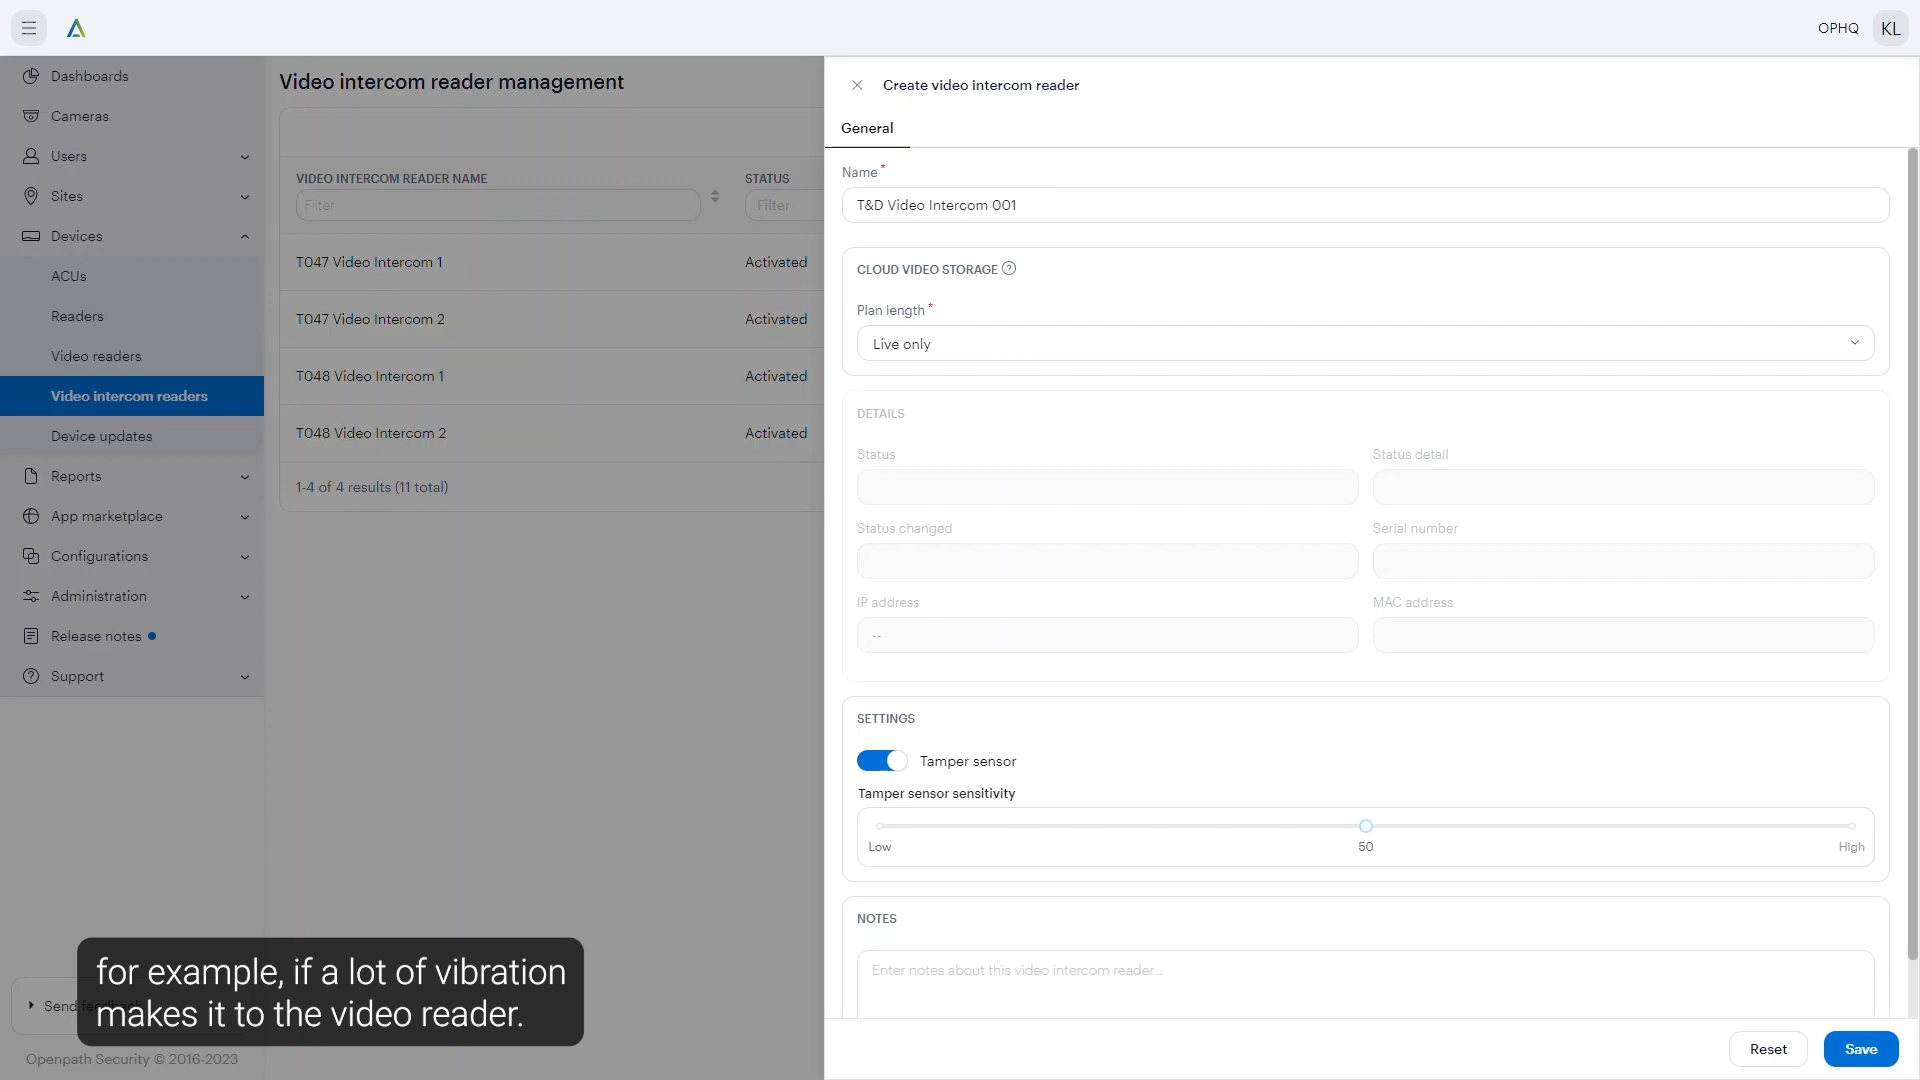 OPHQ
KL
Dashboards
Cameras
Users
Sites
Devices
ACUs
Readers
Video readers
Video intercom readers
Device updates
Reports
App marketplace
Configurations
Administration
Release notes
Support
Send feedback
Openpath Security © 2016-2023
Video intercom reader management
VIDEO INTERCOM READER NAME
STATUS
Filter
Filter
T047 Video Intercom 1
Activated
T047 Video Intercom 2
Activated
T048 Video Intercom 1
Activated
T048 Video Intercom 2
Activated
1-4 of 4 results (11 total)
Create video intercom reader
General
Name *
T&D Video Intercom 001
CLOUD VIDEO STORAGE
Plan length *
Live only
DETAILS
Status
Status detail
Status changed
Serial number
IP address
MAC address
--
SETTINGS
Tamper sensor
Tamper sensor sensitivity
Low
50
High
NOTES
Enter notes about this video intercom reader...
Reset
Save
for example, if a lot of vibration
makes it to the video reader.